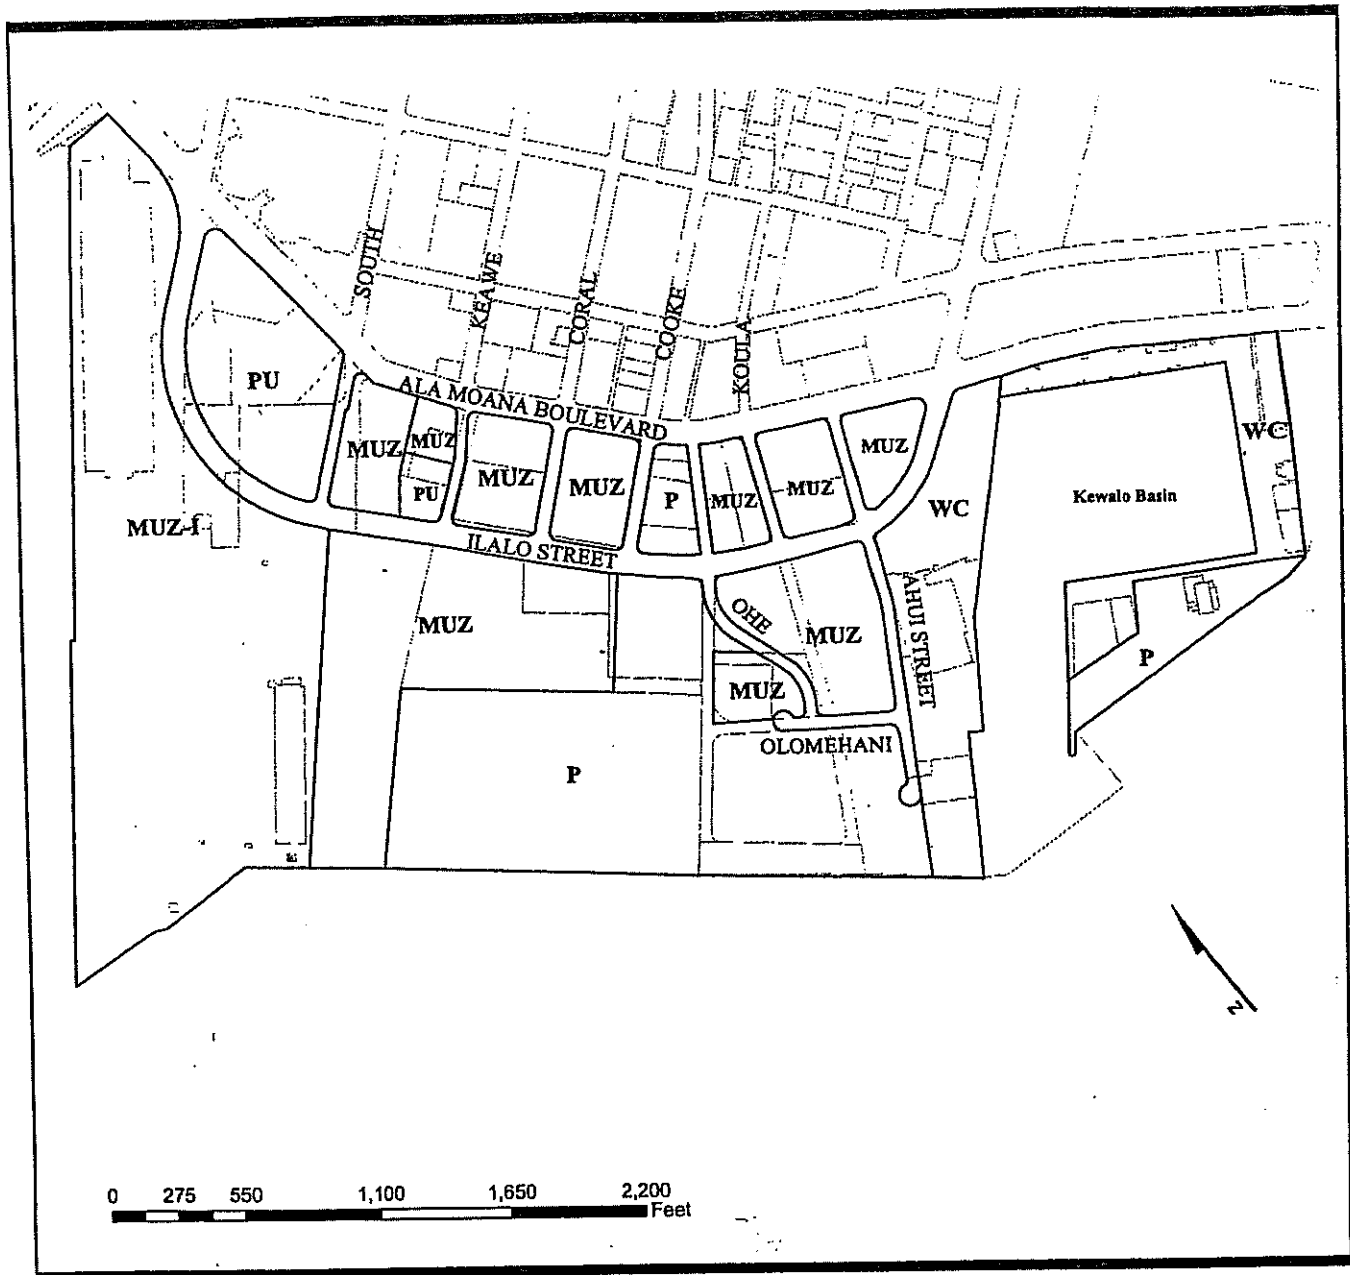 SOUTH
KEAWE
CORAL
COOKE
KOULA
PU
ALA MOANA BOULEVARD
MUZ
MUZ
PU
MUZ
MUZ
P
MUZ
MUZ
MUZ
WC
WC
Kewalo Basin
MUZ-I
ILALO STREET
MUZ
OHE
MUZ
AHUI STREET
P
MUZ
OLOMEHANI
P
N
0 275 550 1,100 1,650 2,200
Feet